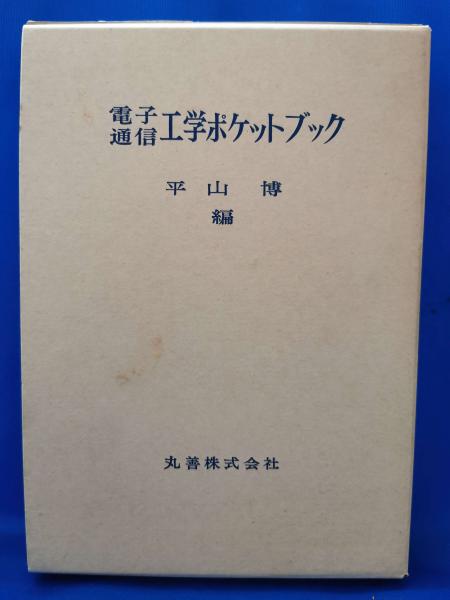 電子通信工学ポケットブック
平山 博
編
丸善株式会社